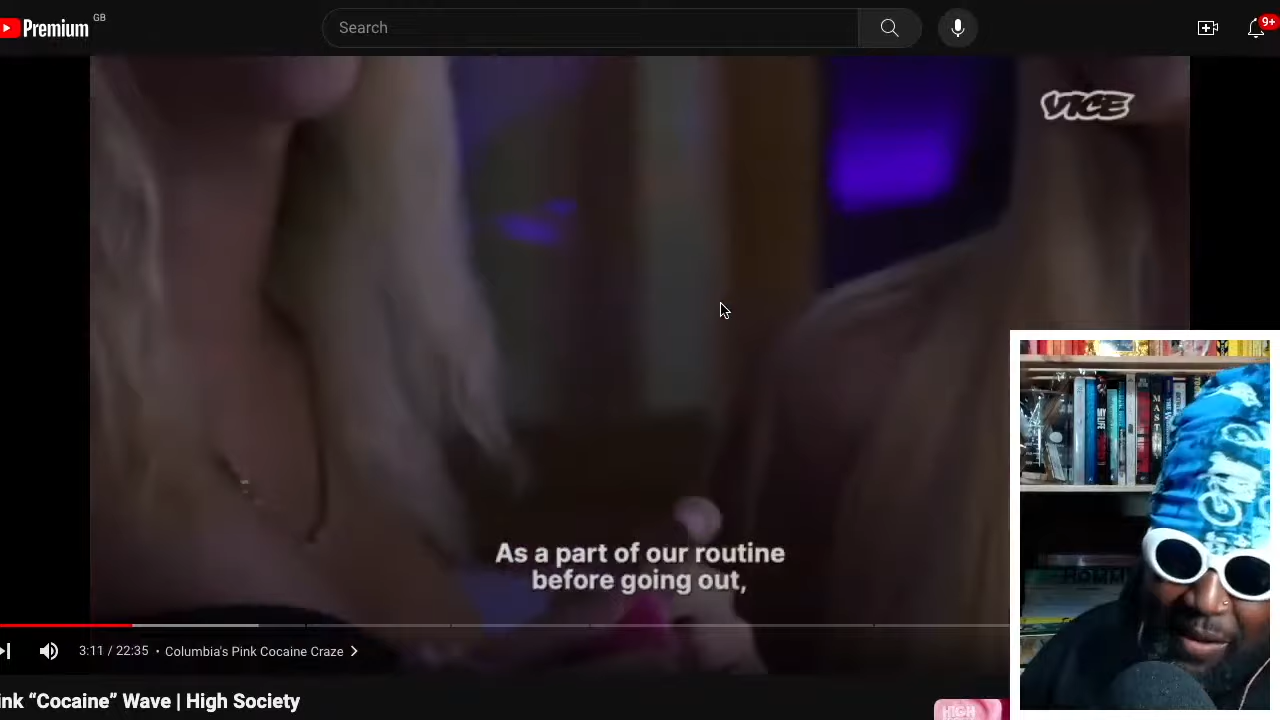 Premium GB
Search
9+
VICE
As a part of our routine
before going out,
3:11 / 22:35 • Columbia's Pink Cocaine Craze
ink “Cocaine” Wave | High Society
HIGH